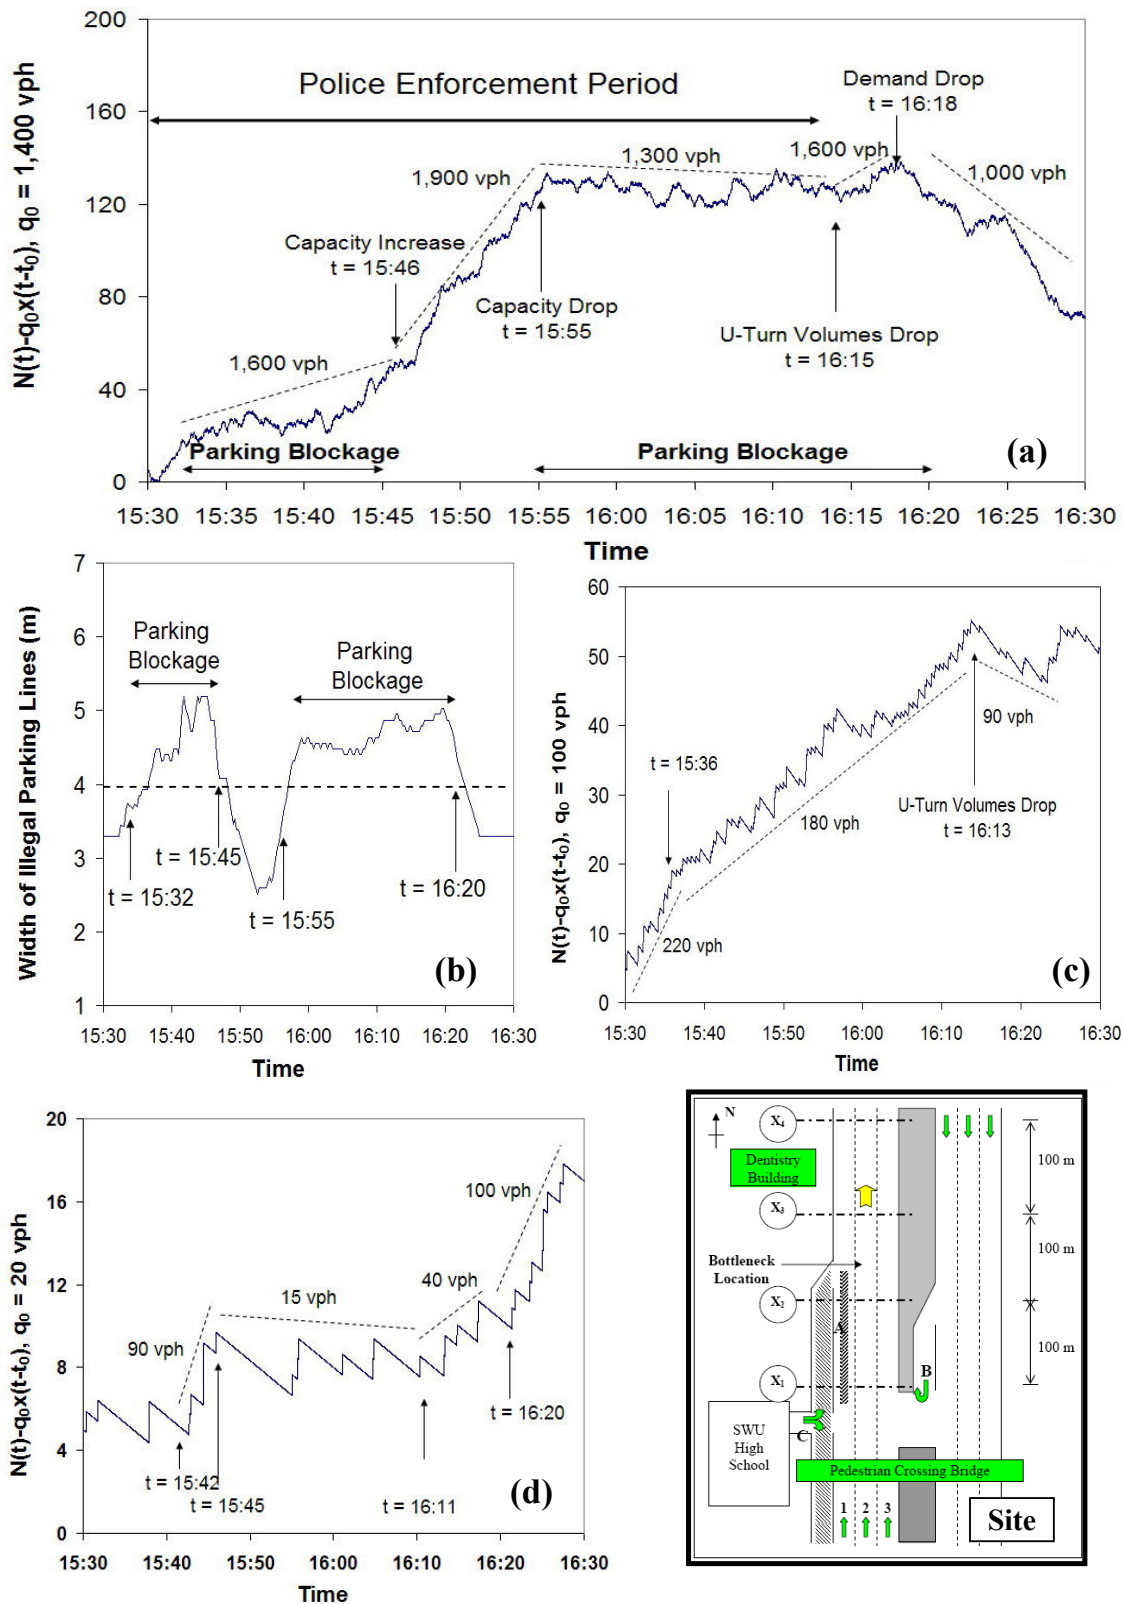 N(t)-q₀x(t-t₀), q₀ = 1,400 vph
200
160
120
80
40
0
Police Enforcement Period
Demand Drop
t = 16:18
1,900 vph
1,300 vph
1,600 vph
1,000 vph
Capacity Increase
t = 15:46
Capacity Drop
t = 15:55
U-Turn Volumes Drop
t = 16:15
1,600 vph
Parking Blockage
Parking Blockage
(a)
15:30 15:35 15:40 15:45 15:50 15:55 16:00 16:05 16:10 16:15 16:20 16:25 16:30
Time
Width of Illegal Parking Lines (m)
7
6
5
4
3
2
1
Parking
Blockage
Parking
Blockage
t = 15:45
t = 15:32
t = 15:55
t = 16:20
(b)
15:30 15:40 15:50 16:00 16:10 16:20 16:30
Time
N(t)-q₀x(t-t₀), q₀ = 100 vph
60
50
40
30
20
10
0
t = 15:36
220 vph
180 vph
90 vph
U-Turn Volumes Drop
t = 16:13
(c)
15:30 15:40 15:50 16:00 16:10 16:20 16:30
Time
N(t)-q₀x(t-t₀), q₀ = 20 vph
20
16
12
8
4
0
90 vph
15 vph
40 vph
100 vph
t = 15:42
t = 15:45
t = 16:11
t = 16:20
(d)
15:30 15:40 15:50 16:00 16:10 16:20 16:30
Time
N
X₄
Dentistry
Building
X₃
Bottleneck
Location
X₂
A
X₁
B
C
SWU
High
School
Pedestrian Crossing Bridge
1 2 3
100 m
100 m
100 m
Site